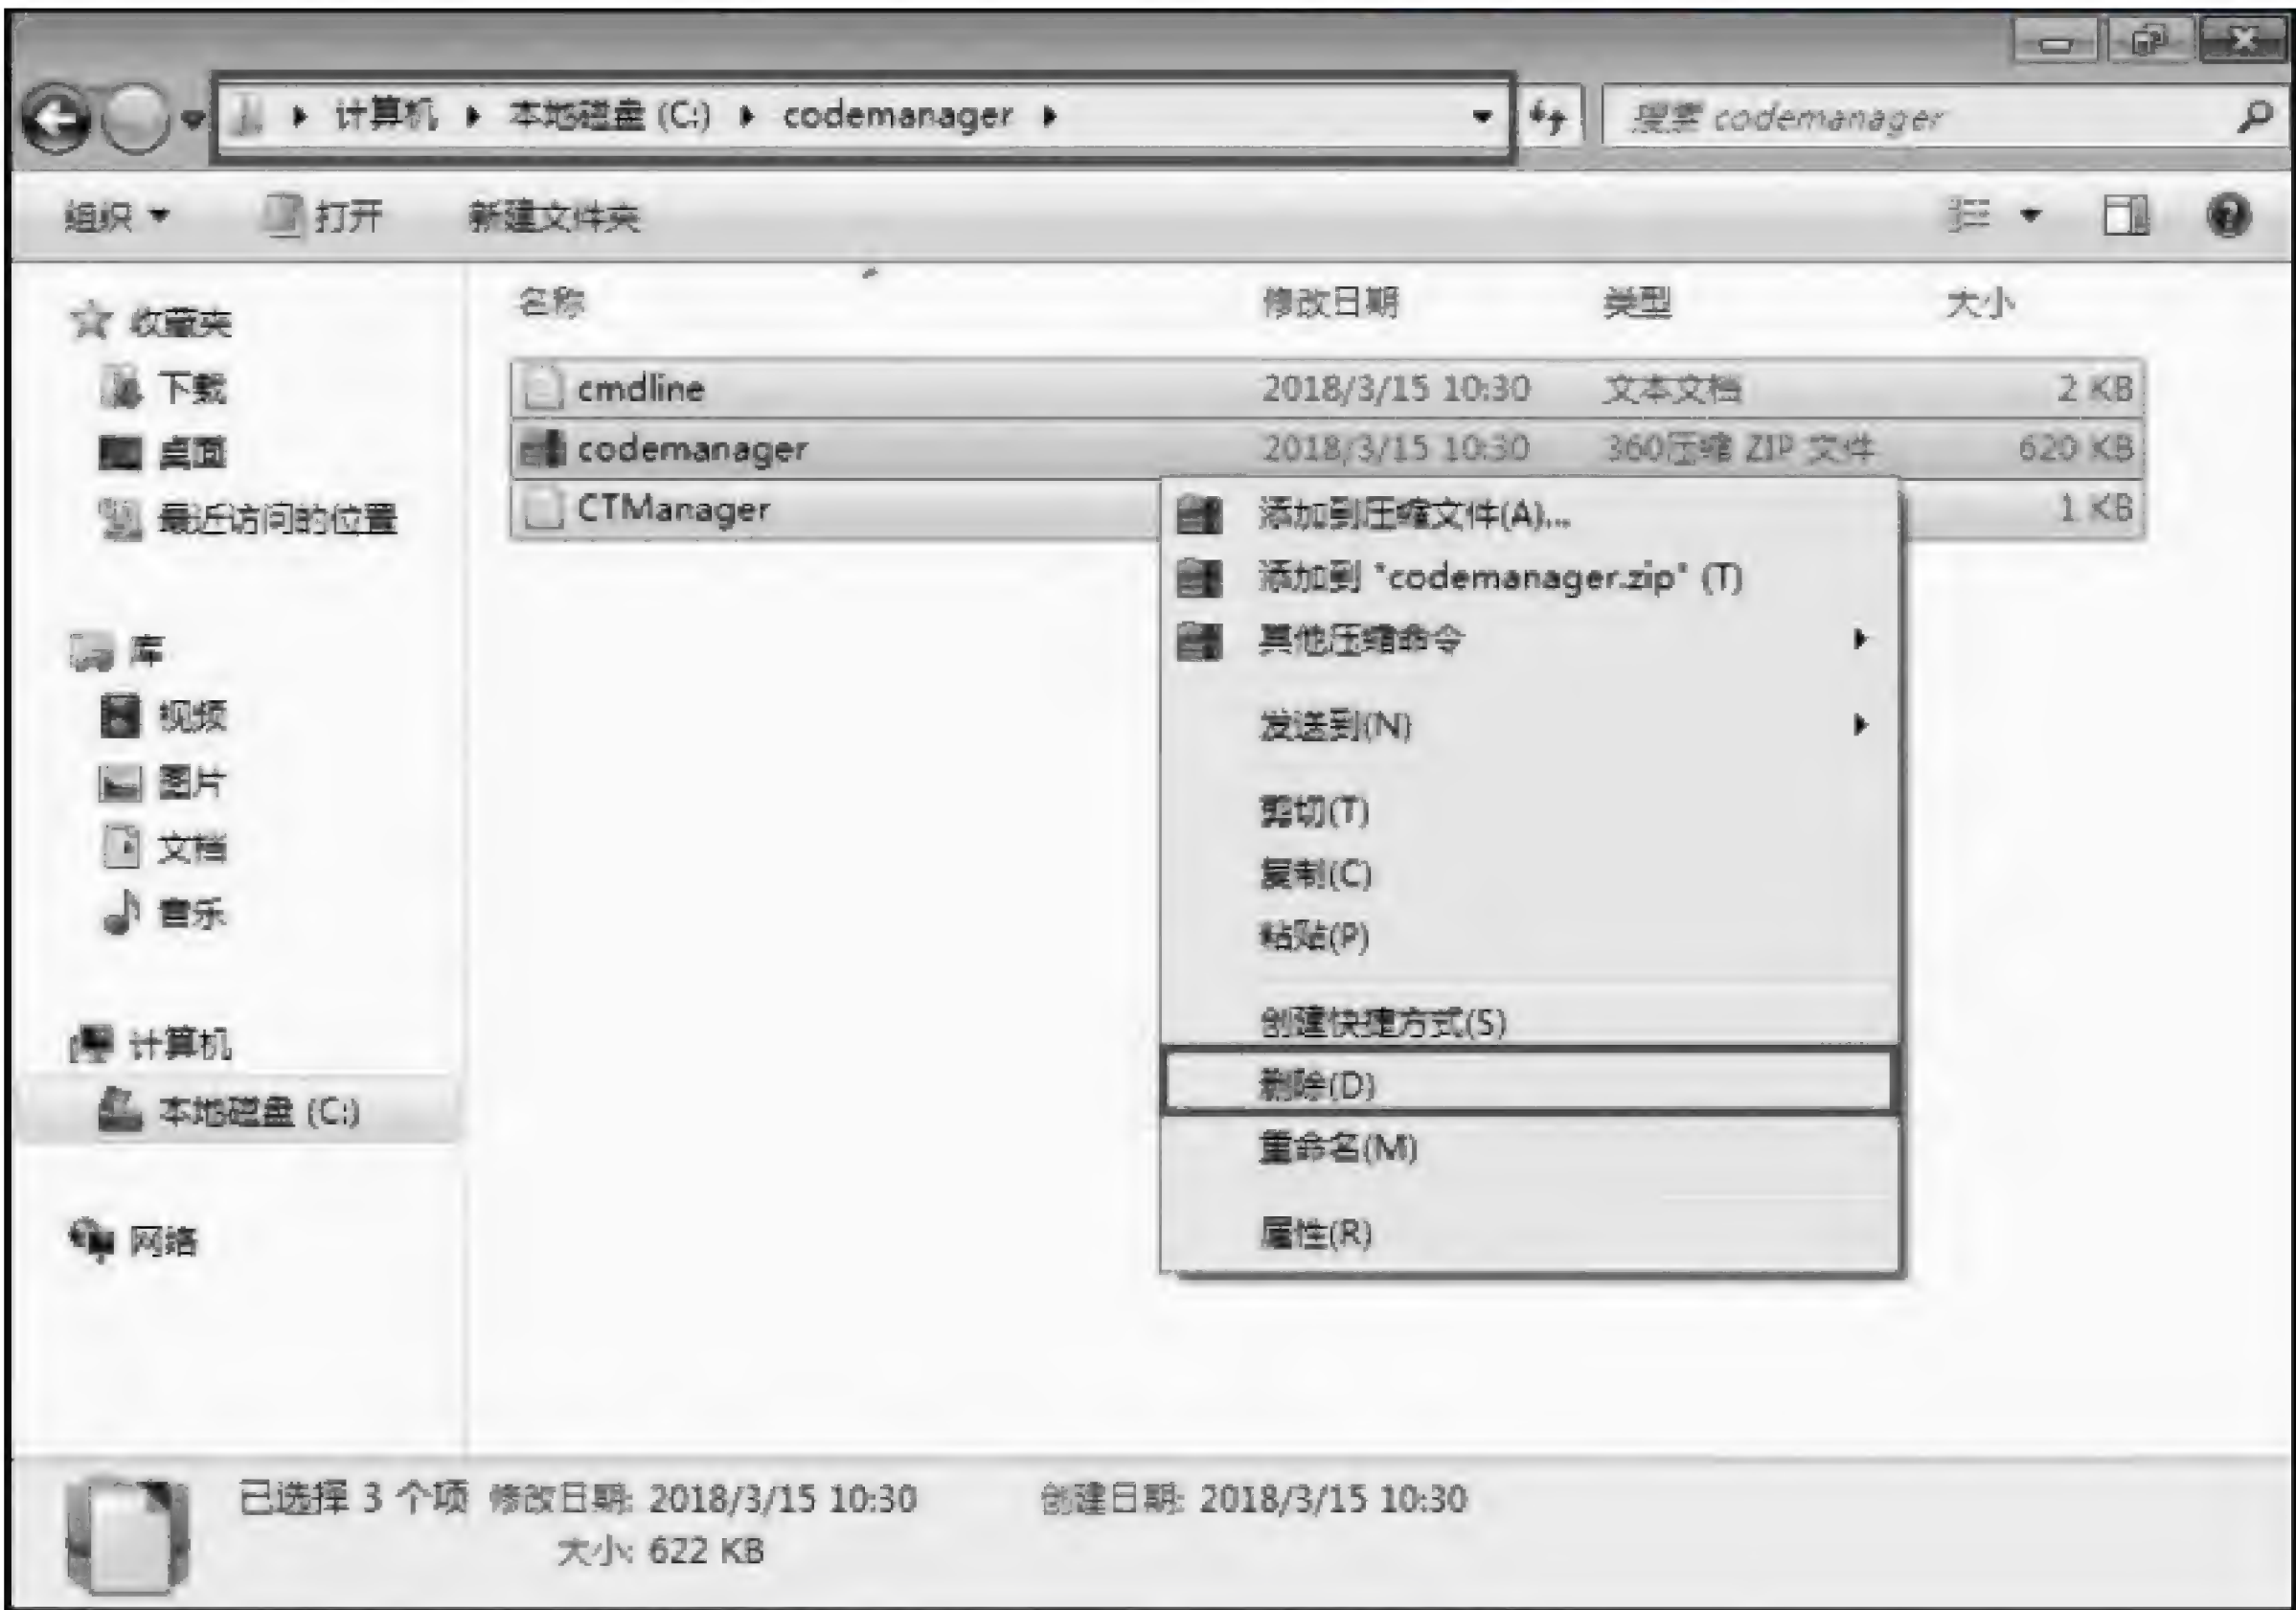 计算机 本地磁盘 (C:) codemanager
搜索 codemanager
组织 打开 新建文件夹
名称 修改日期 类型 大小
收藏夹
下载
桌面
最近访问的位置
库
视频
图片
文档
音乐
计算机
本地磁盘 (C:)
网络
cmdline 2018/3/15 10:30 文本文档 2 KB
codemanager 2018/3/15 10:30 360压缩 ZIP 文件 620 KB
CTManager 1 KB
添加到压缩文件(A)...
添加到 "codemanager.zip" (T)
其他压缩命令
发送到(N)
剪切(T)
复制(C)
粘贴(P)
创建快捷方式(S)
删除(D)
重命名(M)
属性(R)
已选择 3 个项 修改日期: 2018/3/15 10:30 创建日期: 2018/3/15 10:30
大小: 622 KB